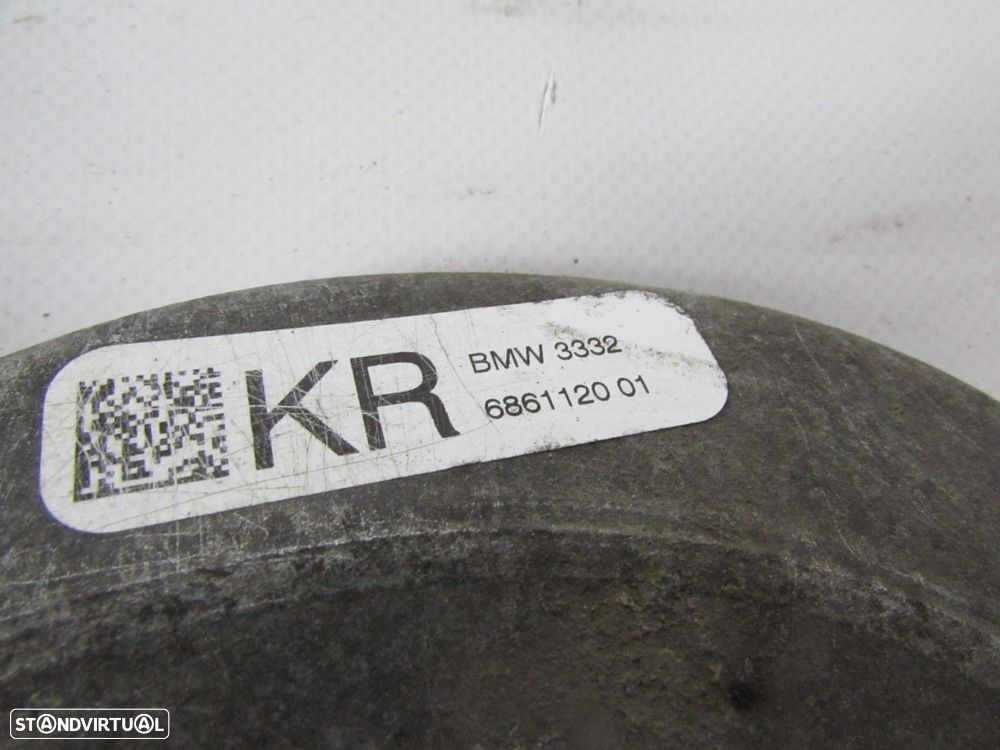 KR
BMW 3332
6861120 01
STANDVIRTUAL